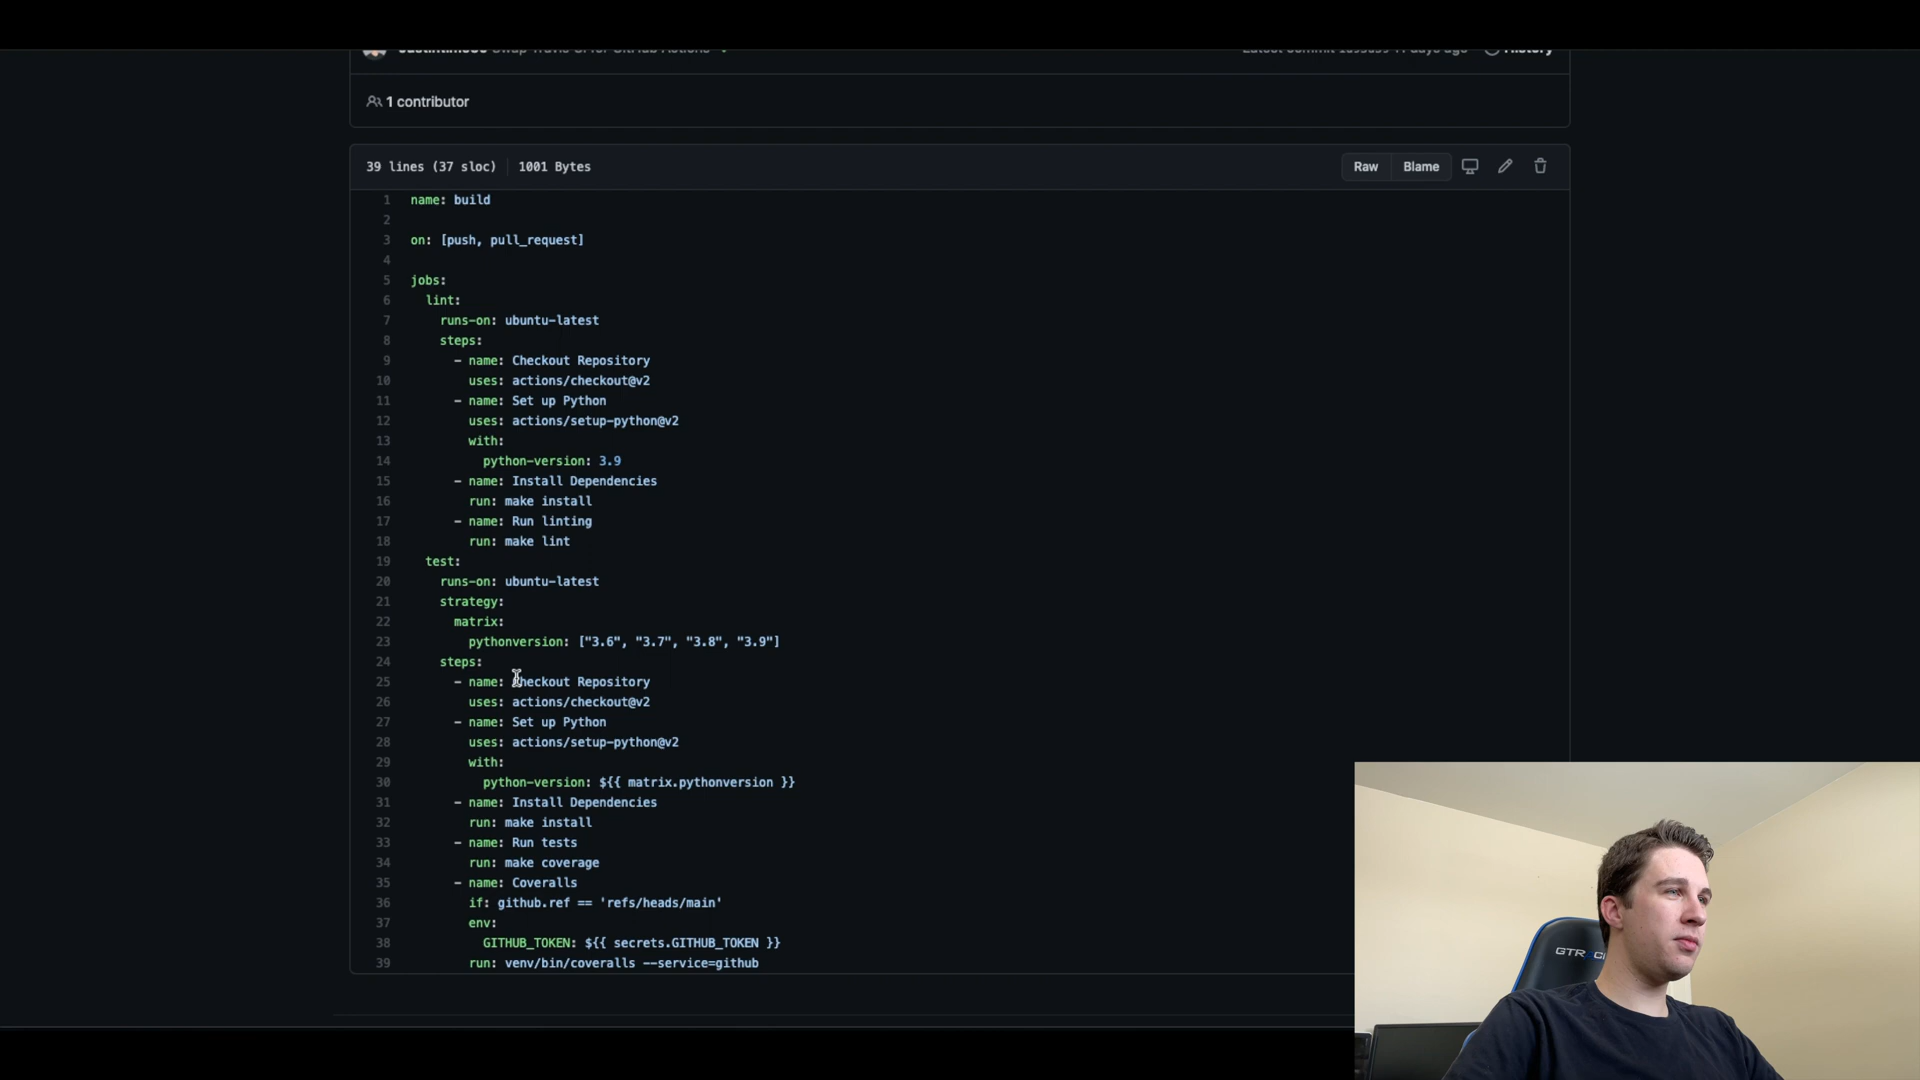 1 contributor
39 lines (37 sloc) 1001 Bytes Raw Blame
1 name: build
2
3 on: [push, pull_request]
4
5 jobs:
6 lint:
7 runs-on: ubuntu-latest
8 steps:
9 - name: Checkout Repository
10 uses: actions/checkout@v2
11 - name: Set up Python
12 uses: actions/setup-python@v2
13 with:
14 python-version: 3.9
15 - name: Install Dependencies
16 run: make install
17 - name: Run linting
18 run: make lint
19 test:
20 runs-on: ubuntu-latest
21 strategy:
22 matrix:
23 pythonversion: ["3.6", "3.7", "3.8", "3.9"]
24 steps:
25 - name: Checkout Repository
26 uses: actions/checkout@v2
27 - name: Set up Python
28 uses: actions/setup-python@v2
29 with:
30 python-version: ${{ matrix.pythonversion }}
31 - name: Install Dependencies
32 run: make install
33 - name: Run tests
34 run: make coverage
35 - name: Coveralls
36 if: github.ref == 'refs/heads/main'
37 env:
38 GITHUB_TOKEN: ${{ secrets.GITHUB_TOKEN }}
39 run: venv/bin/coveralls --service=github